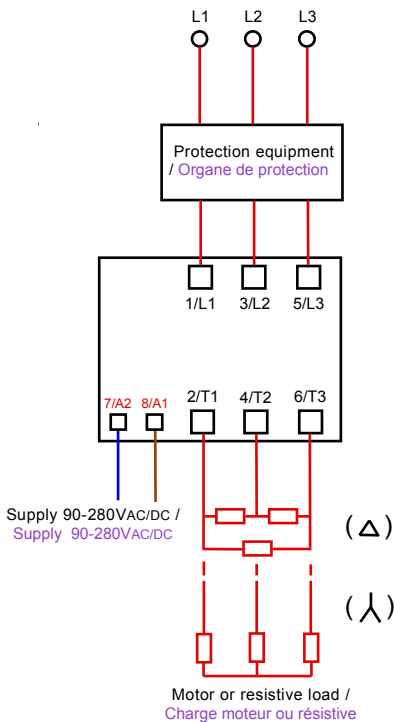 L1 L2 L3
Protection equipment
/ Organe de protection
1/L1 3/L2 5/L3
7/A2 8/A1 2/T1 4/T2 6/T3
Supply 90-280VAC/DC /
Supply 90-280VAC/DC
Motor or resistive load /
Charge moteur ou résistive